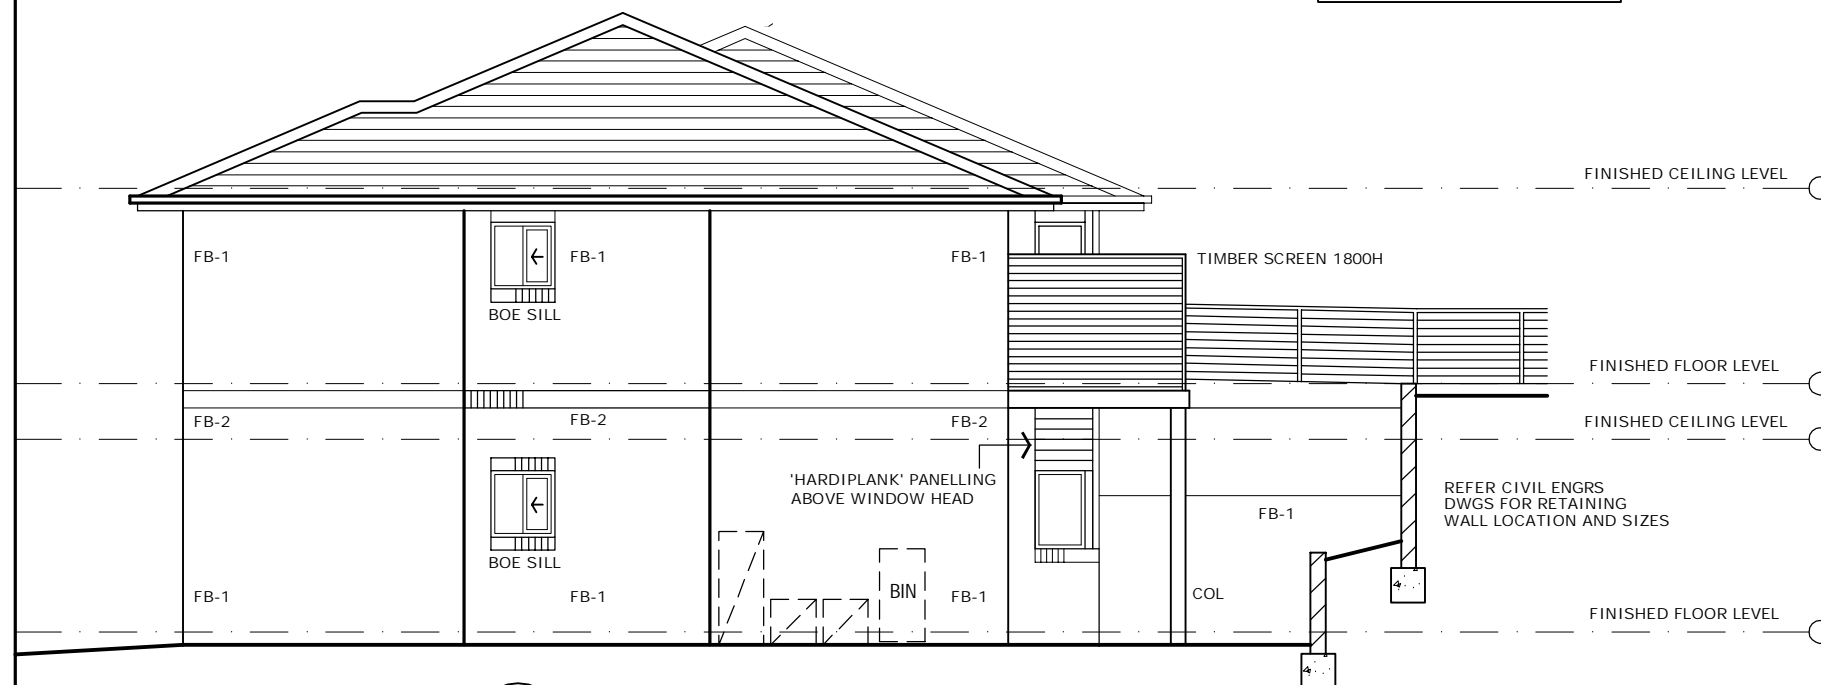 FINISHED CEILING LEVEL
FB-1
FB-1
FB-1
TIMBER SCREEN 1800H
BOE SILL
FINISHED FLOOR LEVEL
FB-2
FB-2
FB-2
FINISHED CEILING LEVEL
'HARDIPLANK' PANELLING
ABOVE WINDOW HEAD
REFER CIVIL ENGRS
DWGS FOR RETAINING
WALL LOCATION AND SIZES
FB-1
BOE SILL
BIN
FB-1
FB-1
FB-1
COL
FINISHED FLOOR LEVEL